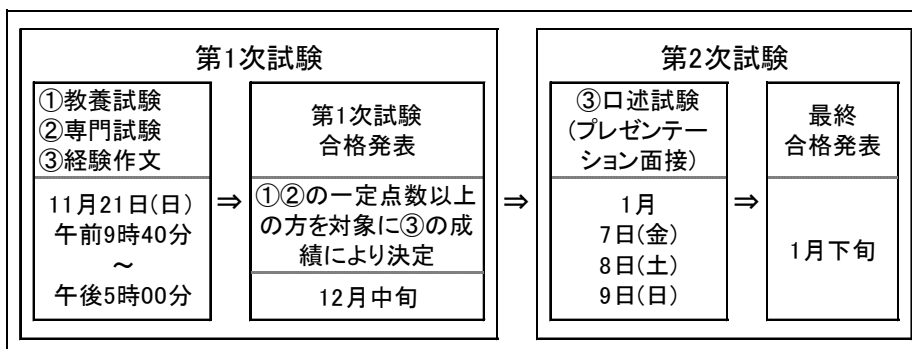 第1次試験
①教養試験
②専門試験
③経験作文
11月21日(日)
午前9時40分
～
午後5時00分
⇒
第1次試験
合格発表
①②の一定点数以上
の方を対象に③の成
績により決定
12月中旬
⇒
第2次試験
③口述試験
(プレゼンテー
ション面接)
1月
7日(金)
8日(土)
9日(日)
⇒
最終
合格発表
1月下旬